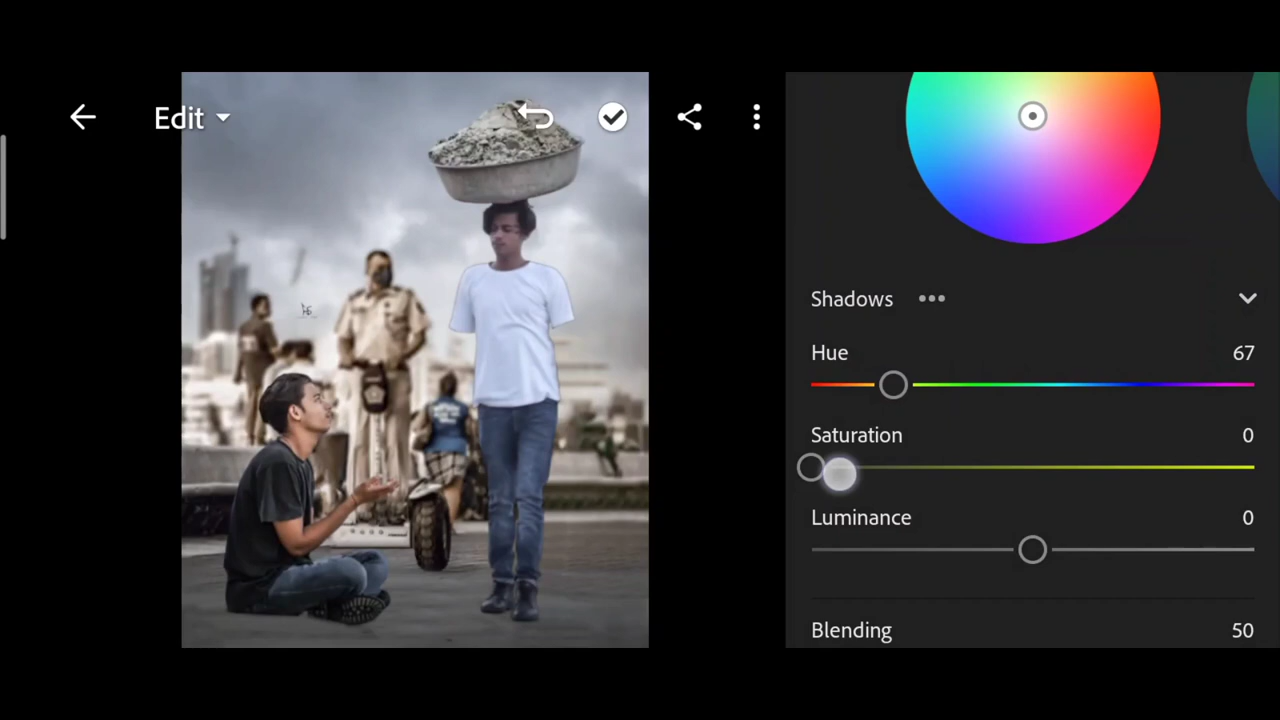 Edit
Shadows
Hue 67
Saturation 0
Luminance 0
Blending 50